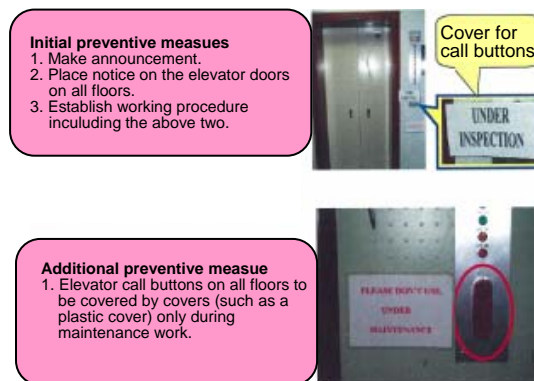 Initial preventive measues
1. Make announcement.
2. Place notice on the elevator doors
on all floors.
3. Establish working procedure
inculuding the above two.
Cover for
call buttons
UNDER
INSPECTION
Additional preventive measue
1. Elevator call buttons on all floors to
be covered by covers (such as a
plastic cover) only during
maintenance work.
PLEASE DON'T USE,
UNDER
MAINTENANCE